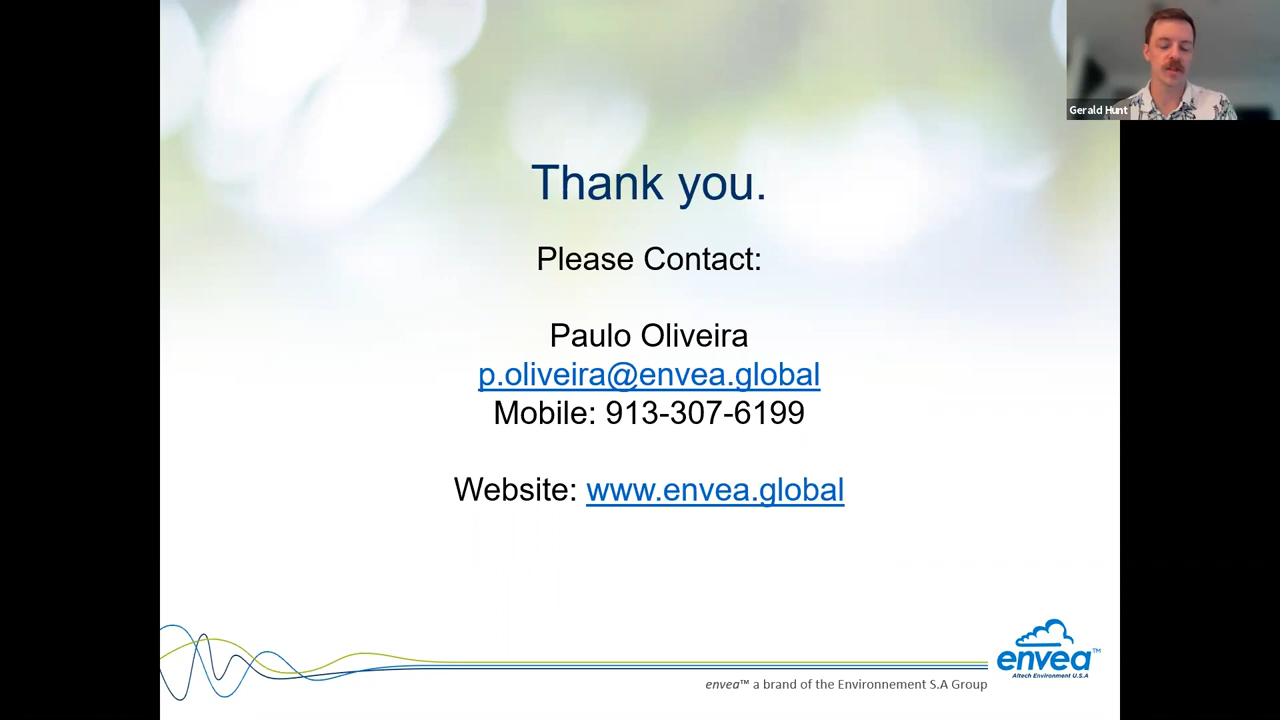 Gerald Hunt
Thank you.
Please Contact:
Paulo Oliveira
p.oliveira@envea.global
Mobile: 913-307-6199
Website: www.envea.global
envea™
Altech Environment U.S.A
envea™ a brand of the Environnement S.A Group